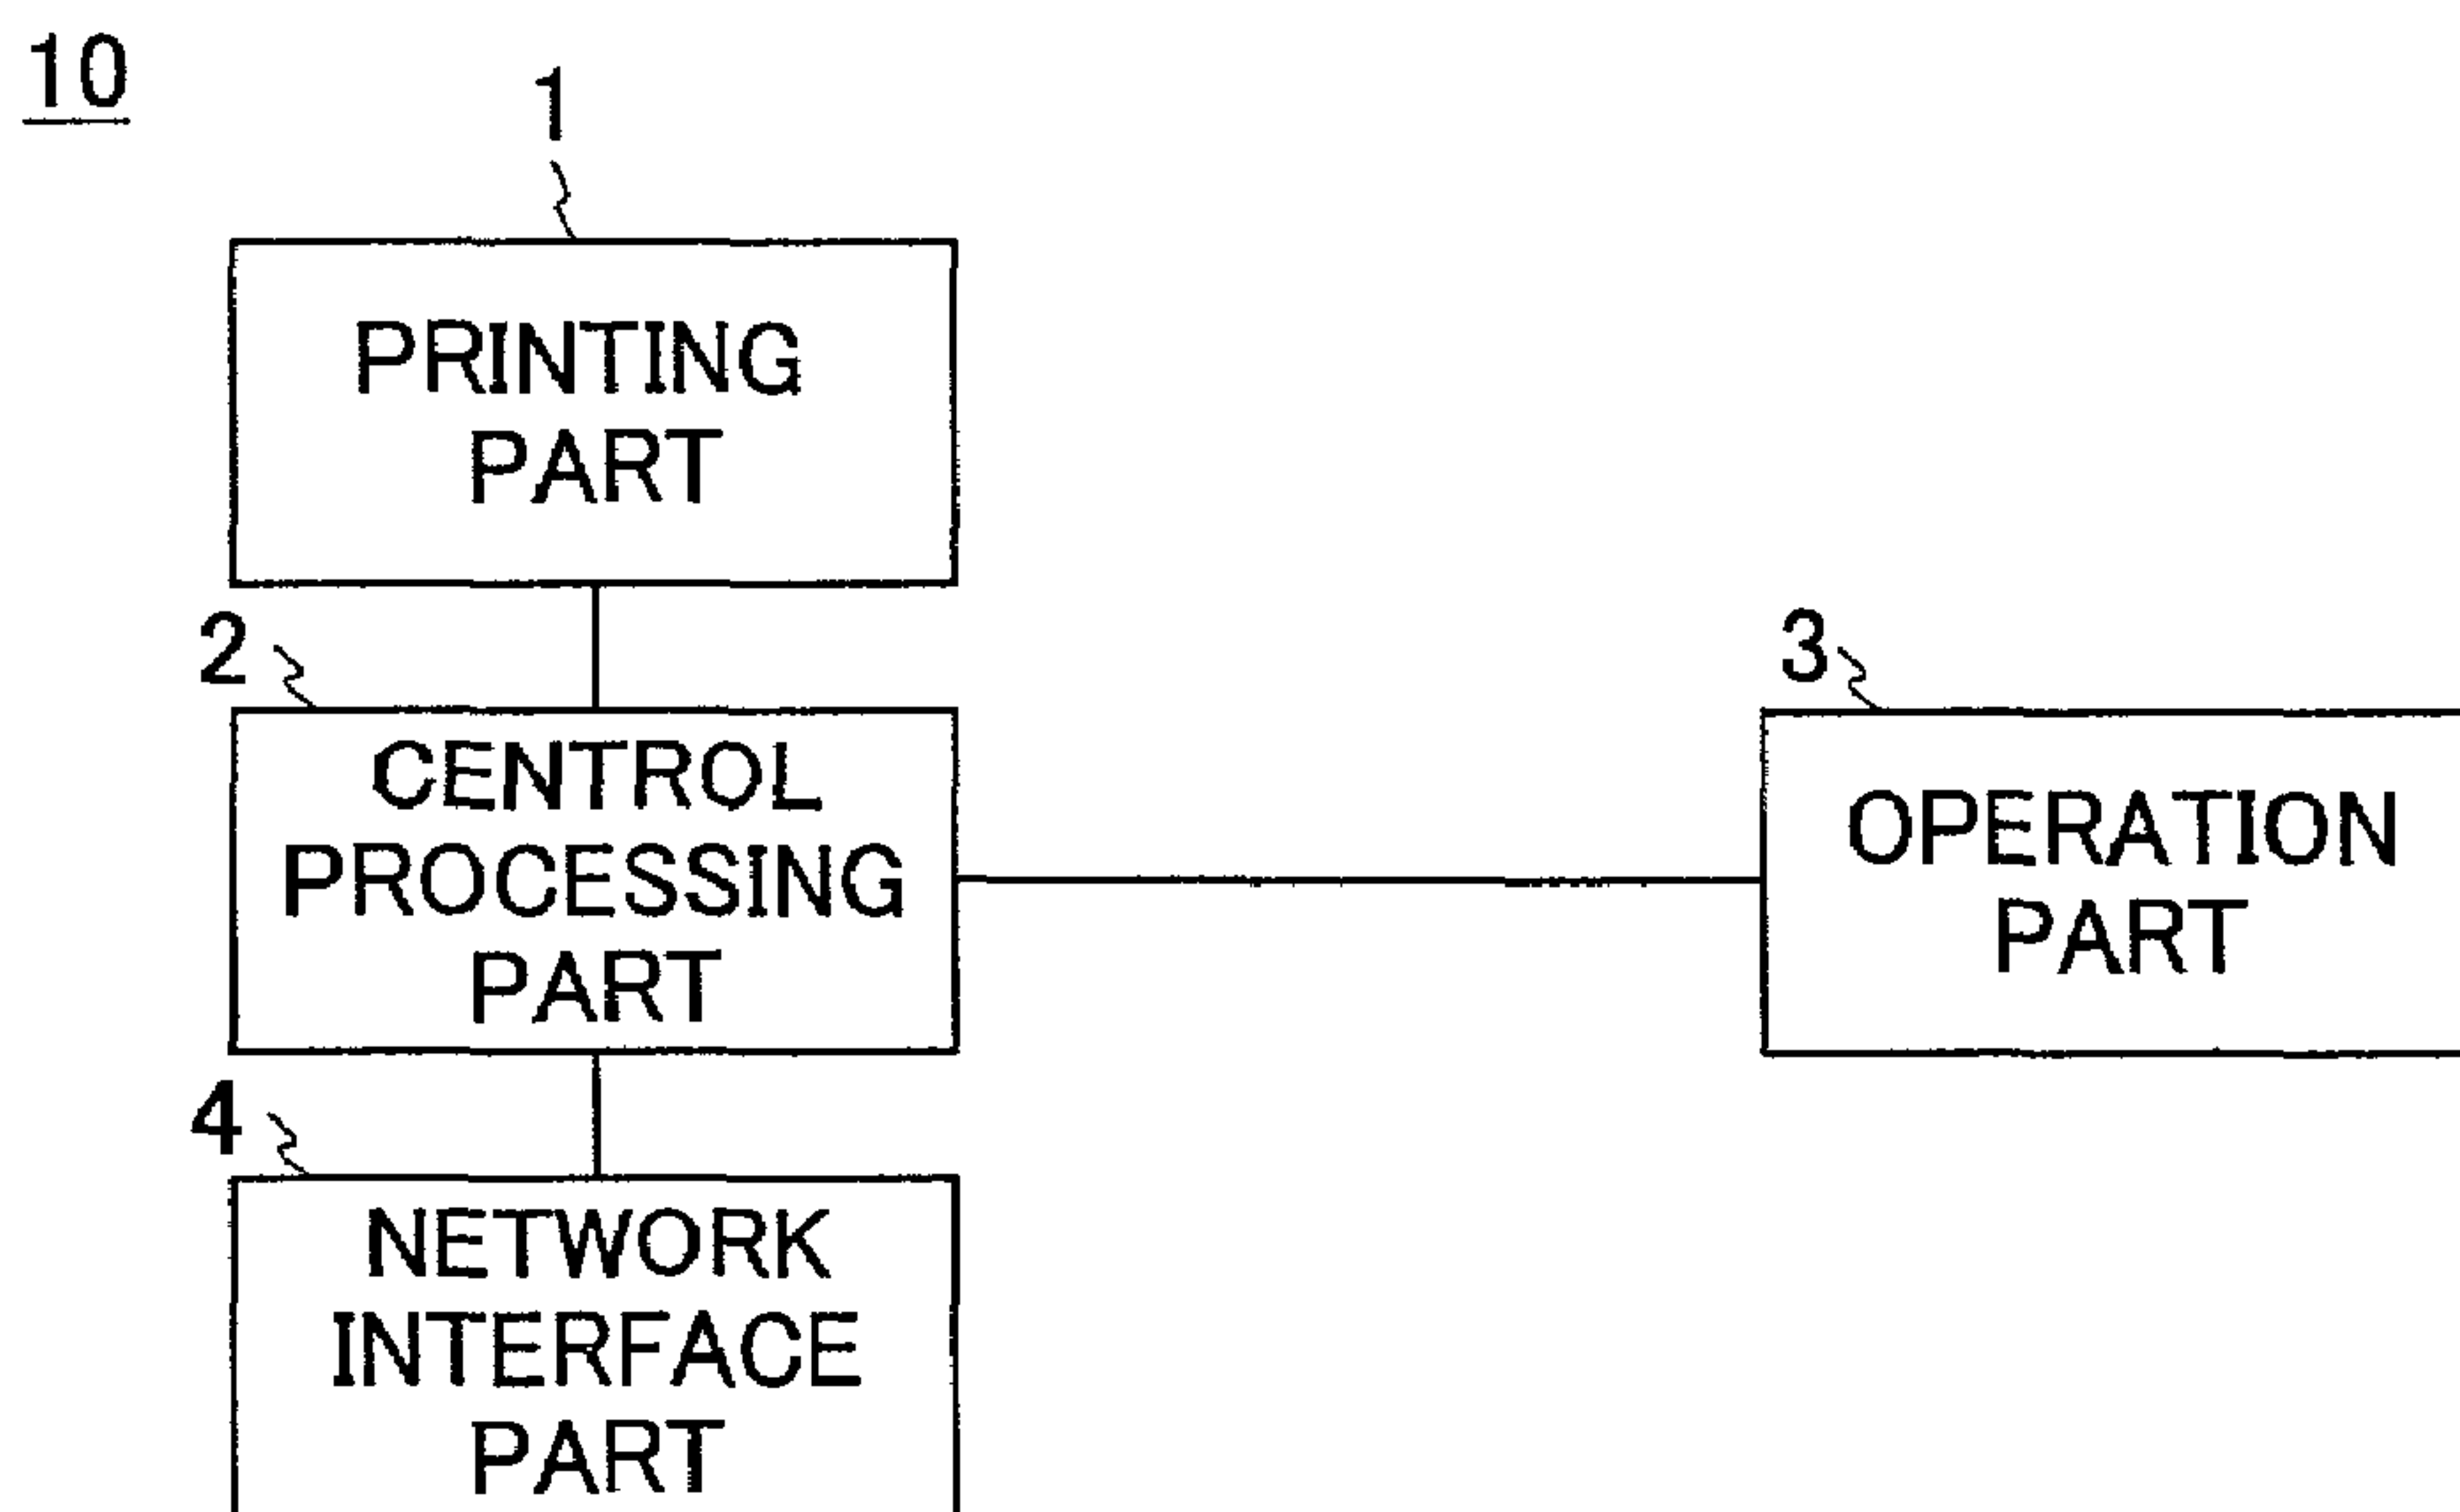 10
1
PRINTING
PART
2
CENTROL
PROCESSING
PART
3
OPERATION
PART
4
NETWORK
INTERFACE
PART